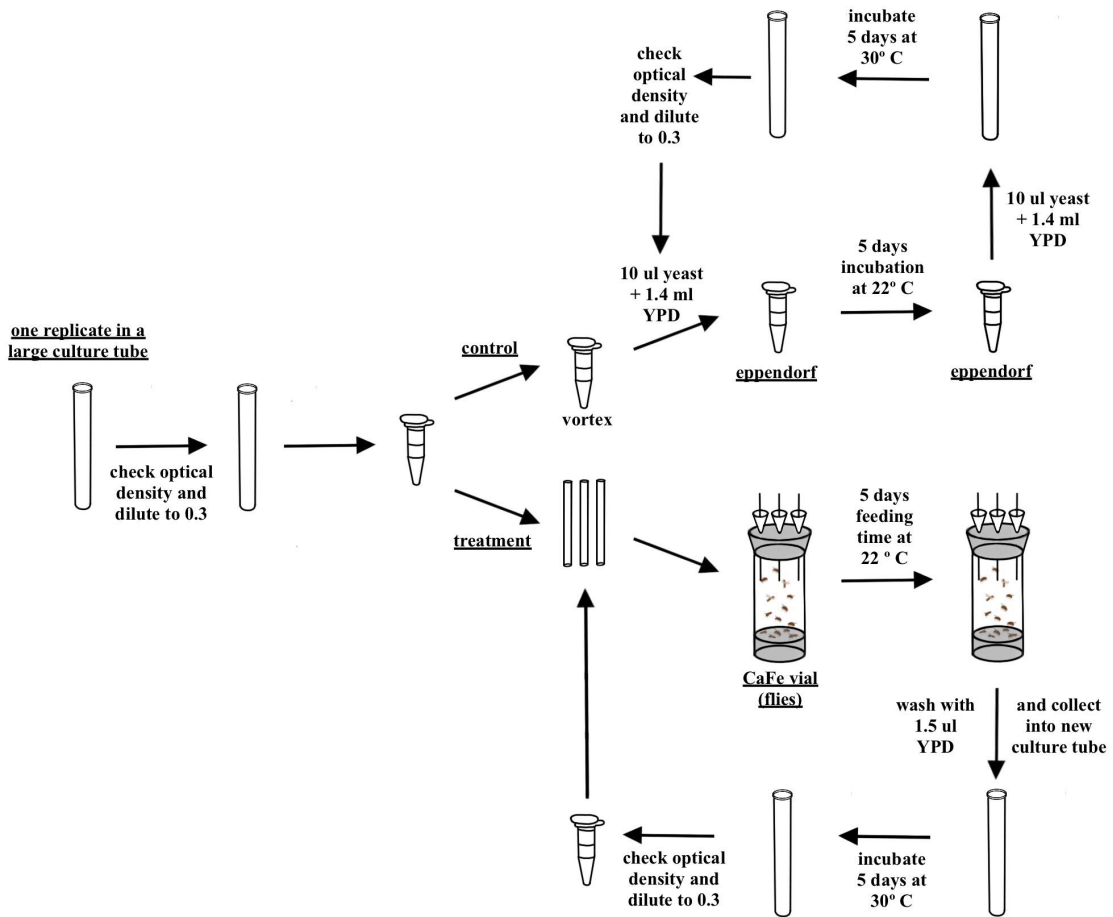 one replicate in a
large culture tube
check optical
density and
dilute to 0.3
control
vortex
treatment
10 ul yeast
+ 1.4 ml
YPD
eppendorf
5 days
incubation
at 22º C
eppendorf
10 ul yeast
+ 1.4 ml
YPD
incubate
5 days at
30º C
check
optical
density
and dilute
to 0.3
CaFe vial
(flies)
5 days
feeding
time at
22 º C
wash with
1.5 ul
YPD
and collect
into new
culture tube
incubate
5 days at
30º C
check optical
density and
dilute to 0.3